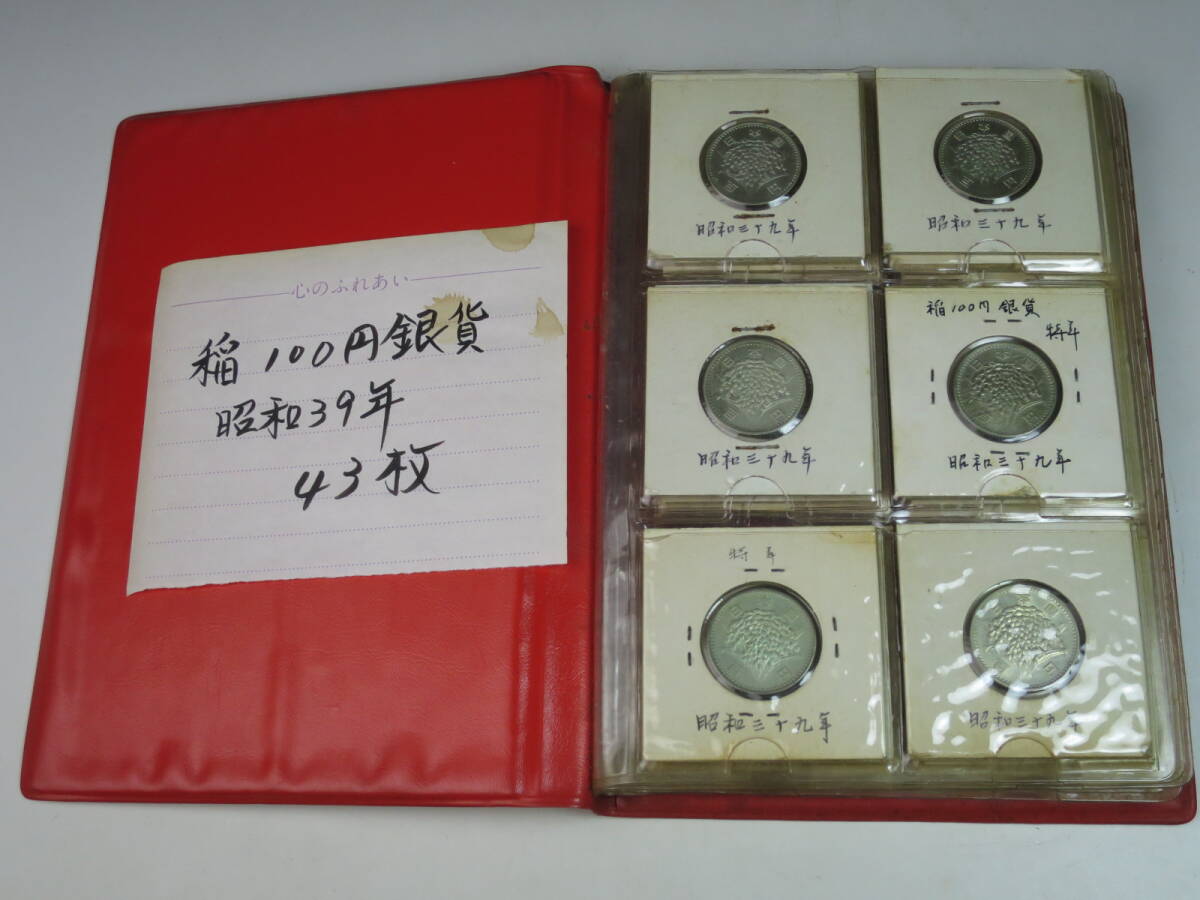 心のふれあい
稲 100円銀貨
昭和39年
43枚
昭和三十九年
昭和三十九年
昭和三十九年
稲100円 銀貨
特年
昭和三十九年
特年
昭和三十九年
昭和三十九年